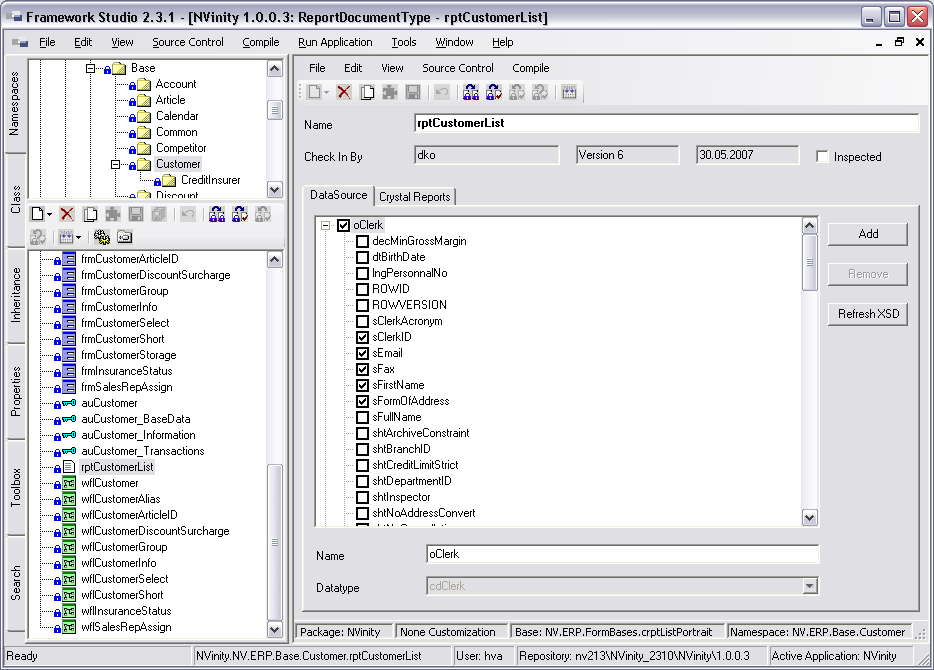 Framework Studio 2.3.1 - [NVinity 1.0.0.3: ReportDocumentType - rptCustomerList]
File Edit View Source Control Compile Run Application Tools Window Help
Namespaces
Class
Inheritance
Properties
Toolbox
Search
Base
Account
Article
Calendar
Common
Competitor
Customer
CreditInsurer
Discount
frmCustomerArticleID
frmCustomerDiscountSurcharge
frmCustomerGroup
frmCustomerInfo
frmCustomerSelect
frmCustomerShort
frmCustomerStorage
frmInsuranceStatus
frmSalesRepAssign
auCustomer
auCustomer_BaseData
auCustomer_Information
auCustomer_Transactions
rptCustomerList
wflCustomer
wflCustomerAlias
wflCustomerArticleID
wflCustomerDiscountSurcharge
wflCustomerGroup
wflCustomerInfo
wflCustomerSelect
wflCustomerShort
wflInsuranceStatus
wflSalesRepAssign
File Edit View Source Control Compile
Name rptCustomerList
Check In By dko Version 6 30.05.2007 Inspected
DataSource Crystal Reports
oClerk
decMinGrossMargin
dtBirthDate
lngPersonnalNo
ROWID
ROWVERSION
sClerkAcronym
sClerkID
sEmail
sFax
sFirstName
sFormOfAddress
sFullName
shtArchiveConstraint
shtBranchID
shtCreditLimitStrict
shtDepartmentID
shtInspector
shtNoAddressConvert
Add
Remove
Refresh XSD
Name oClerk
Datatype cdClerk
Package: NVinity None Customization Base: NV.ERP.FormBases.crptListPortrait Namespace: NV.ERP.Base.Customer
Ready NVinity.NV.ERP.Base.Customer.rptCustomerList User: hva Repository: nv213\NVinity_2310\NVinity\1.0.0.3 Active Application: NVinity